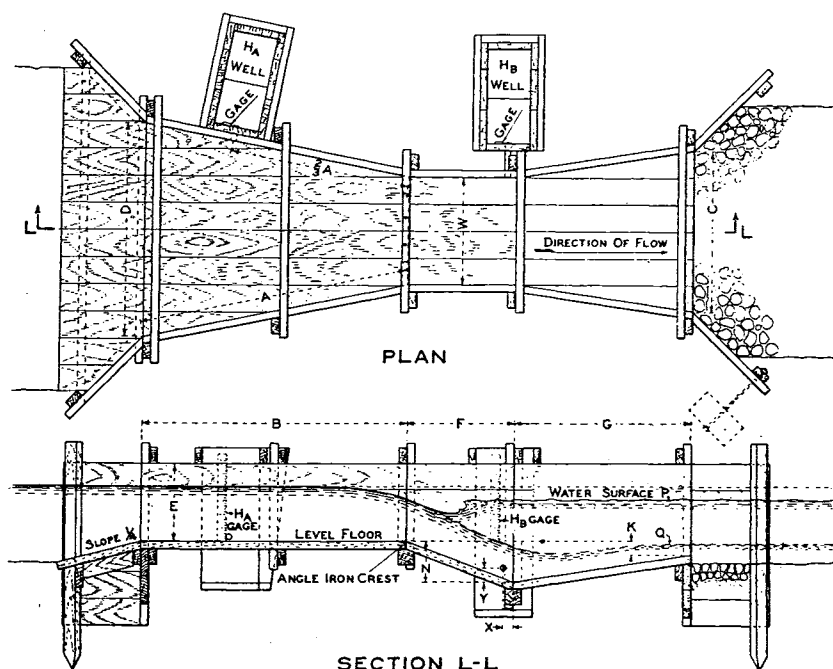 HA
WELL
GAGE
HB
WELL
GAGE
2/3 A
L
D
W
C
L
DIRECTION OF FLOW
A
PLAN
B
F
G
E
HA
GAGE
WATER SURFACE P
HB GAGE
K
Q
SLOPE 1/4
LEVEL FLOOR
N
ANGLE IRON CREST
Y
X
SECTION L-L